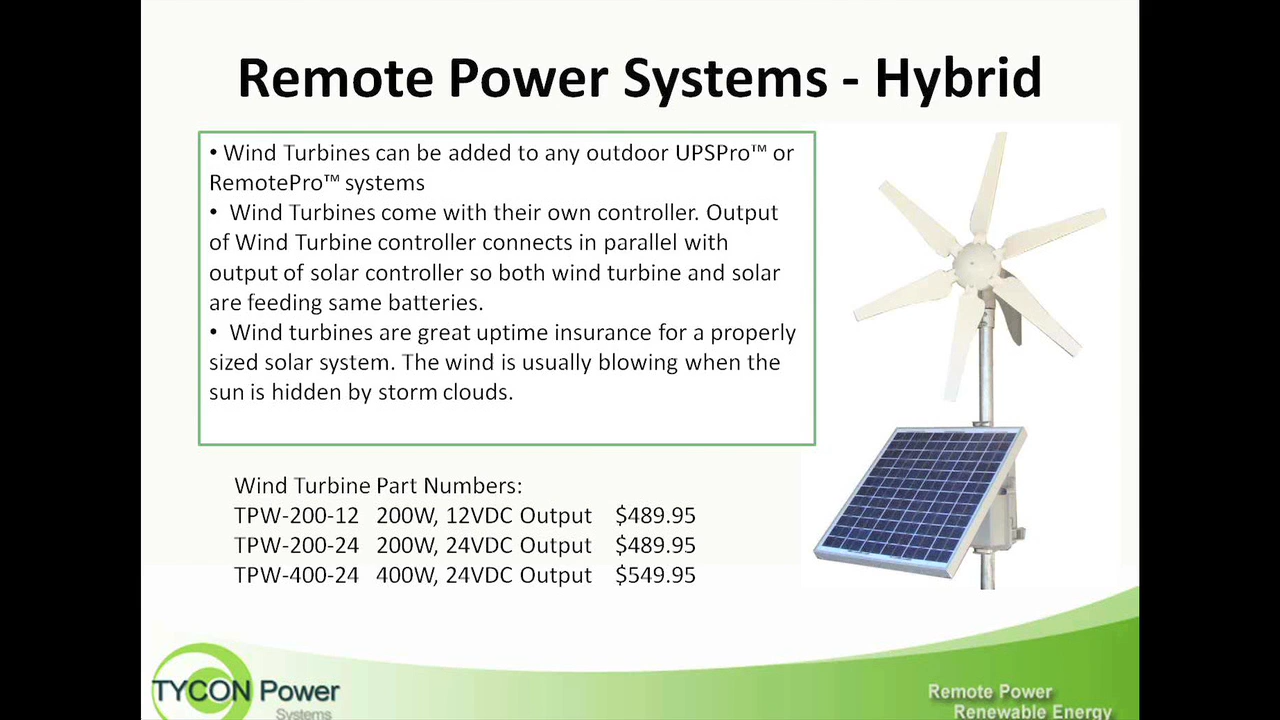 Remote Power Systems - Hybrid
• Wind Turbines can be added to any outdoor UPSPro™ or
RemotePro™ systems
• Wind Turbines come with their own controller. Output
of Wind Turbine controller connects in parallel with
output of solar controller so both wind turbine and solar
are feeding same batteries.
• Wind turbines are great uptime insurance for a properly
sized solar system. The wind is usually blowing when the
sun is hidden by storm clouds.
Wind Turbine Part Numbers:
TPW-200-12 200W, 12VDC Output $489.95
TPW-200-24 200W, 24VDC Output $489.95
TPW-400-24 400W, 24VDC Output $549.95
TYCON Power
Systems
Remote Power
Renewable Energy